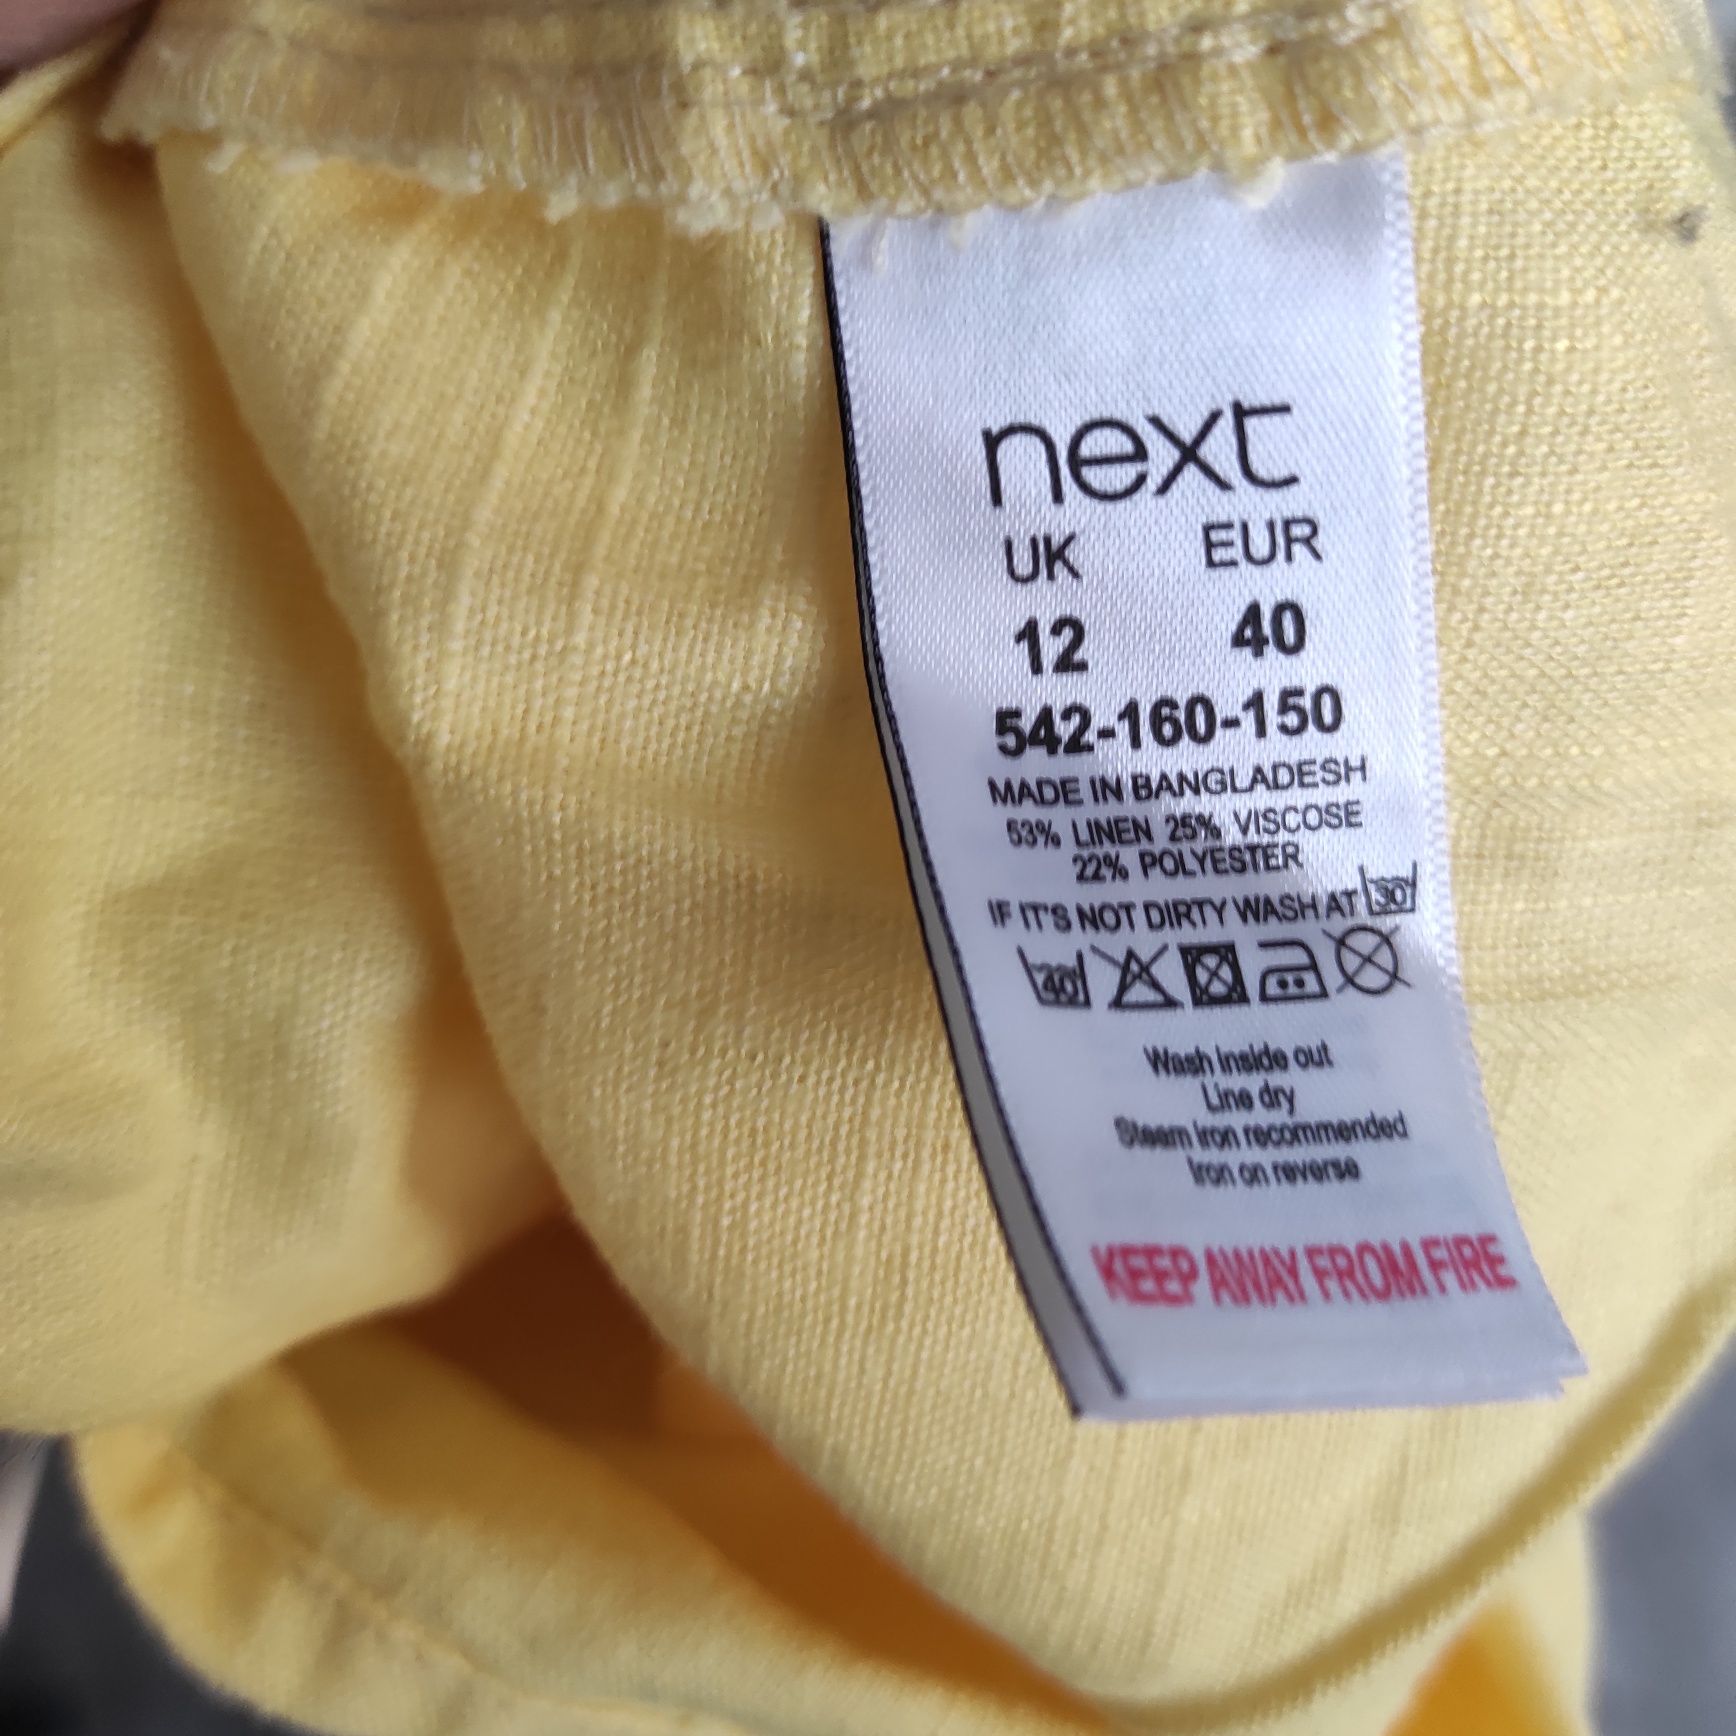 next
UK EUR
12 40
542-160-150
MADE IN BANGLADESH
53% LINEN 25% VISCOSE
22% POLYESTER
IF IT'S NOT DIRTY WASH AT 30
40
Wash inside out
Line dry
Steam iron recommended
Iron on reverse
KEEP AWAY FROM FIRE